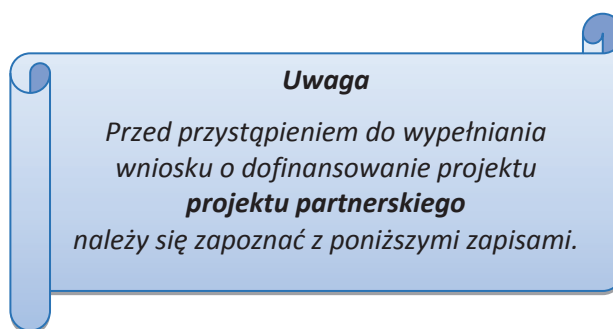 Uwaga
Przed przystąpieniem do wypełniania
wniosku o dofinansowanie projektu
projektu partnerskiego
należy się zapoznać z poniższymi zapisami.